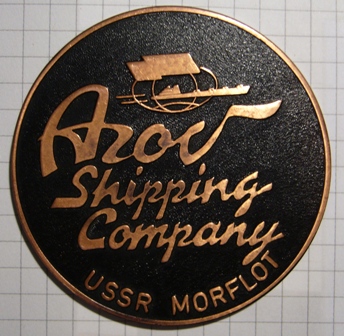 Azov
Shipping
Company
USSR MORFLOT